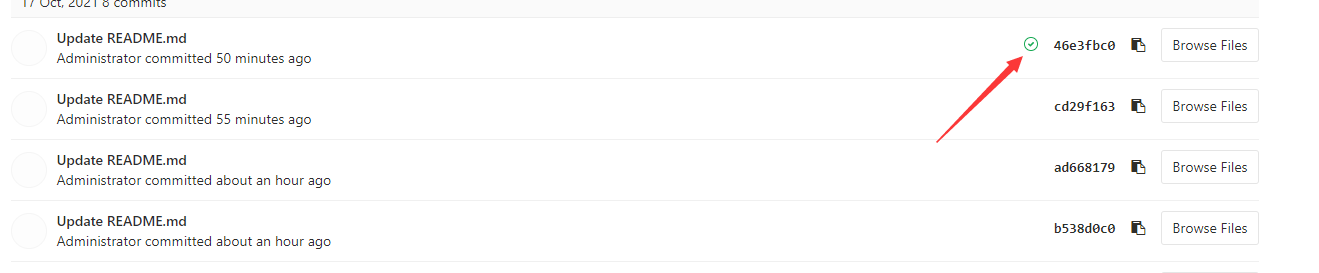 17 Oct, 2021 8 commits
Update README.md
Administrator committed 50 minutes ago
46e3fbc0
Browse Files
Update README.md
Administrator committed 55 minutes ago
cd29f163
Browse Files
Update README.md
Administrator committed about an hour ago
ad668179
Browse Files
Update README.md
Administrator committed about an hour ago
b538d0c0
Browse Files